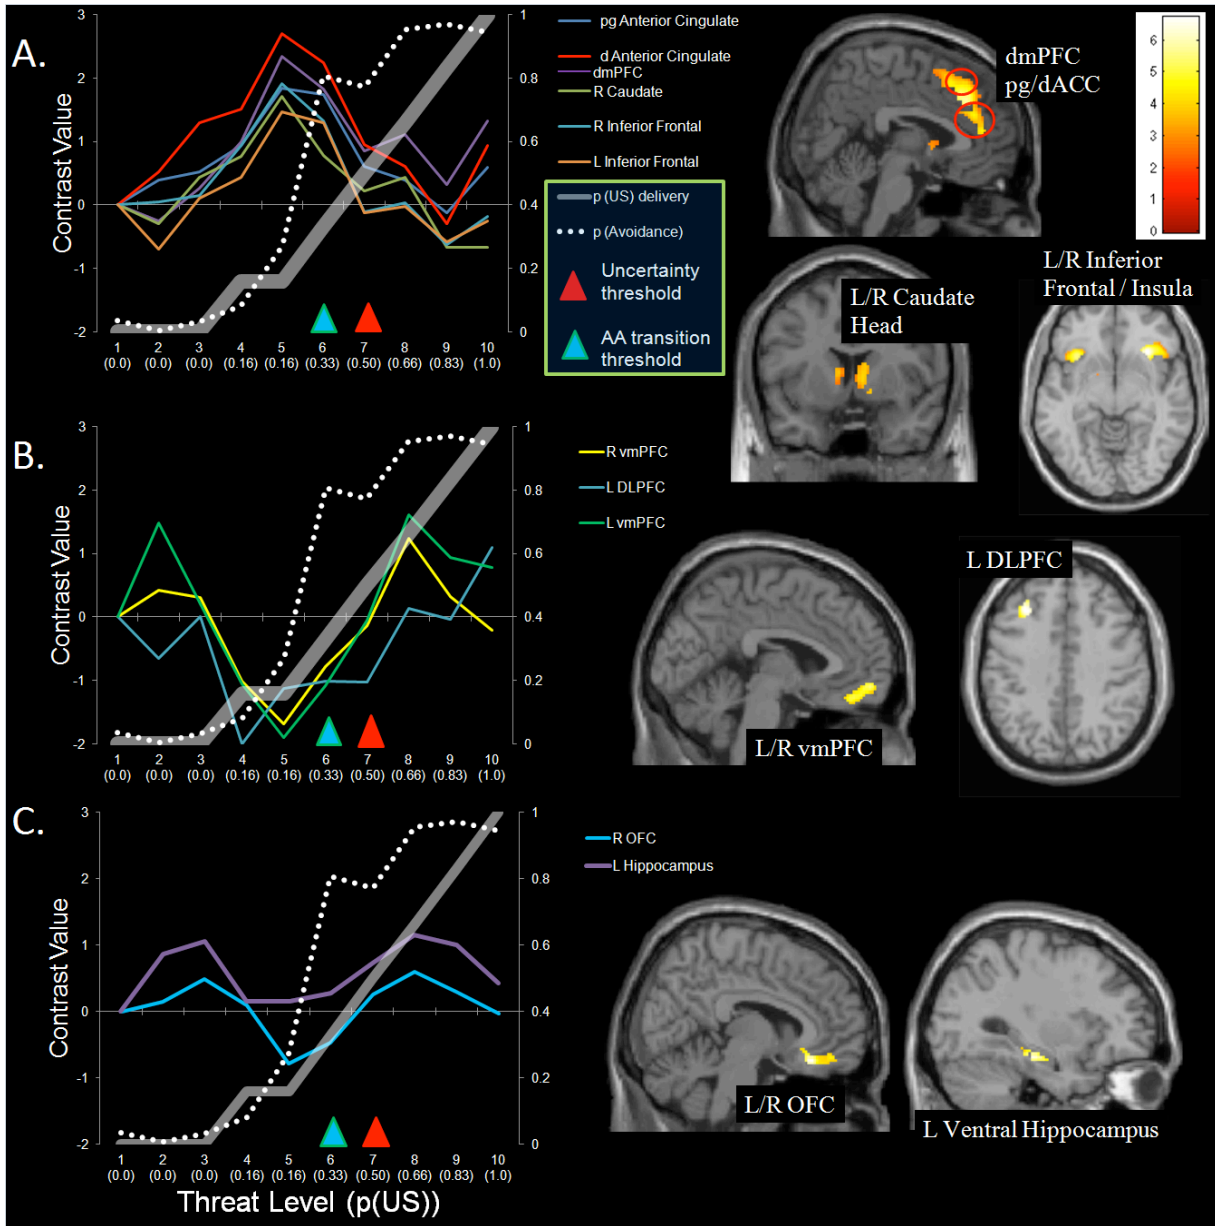 A.
Contrast Value
3
2
1
0
-1
-2
1
0.8
0.6
0.4
0.2
0
1 2 3 4 5 6 7 8 9 10
(0.0) (0.0) (0.0) (0.16) (0.16) (0.33) (0.50) (0.66) (0.83) (1.0)
pg Anterior Cingulate
d Anterior Cingulate
dmPFC
R Caudate
R Inferior Frontal
L Inferior Frontal
p (US) delivery
p (Avoidance)
Uncertainty
threshold
AA transition
threshold
dmPFC
pg/dACC
6
5
4
3
2
1
0
L/R Caudate
Head
L/R Inferior
Frontal / Insula
B.
Contrast Value
3
2
1
0
-1
-2
1
0.8
0.6
0.4
0.2
0
1 2 3 4 5 6 7 8 9 10
(0.0) (0.0) (0.0) (0.16) (0.16) (0.33) (0.50) (0.66) (0.83) (1.0)
R vmPFC
L DLPFC
L vmPFC
L/R vmPFC
L DLPFC
C.
Contrast Value
3
2
1
0
-1
-2
1
0.8
0.6
0.4
0.2
0
1 2 3 4 5 6 7 8 9 10
(0.0) (0.0) (0.0) (0.16) (0.16) (0.33) (0.50) (0.66) (0.83) (1.0)
Threat Level (p(US))
R OFC
L Hippocampus
L/R OFC
L Ventral Hippocampus